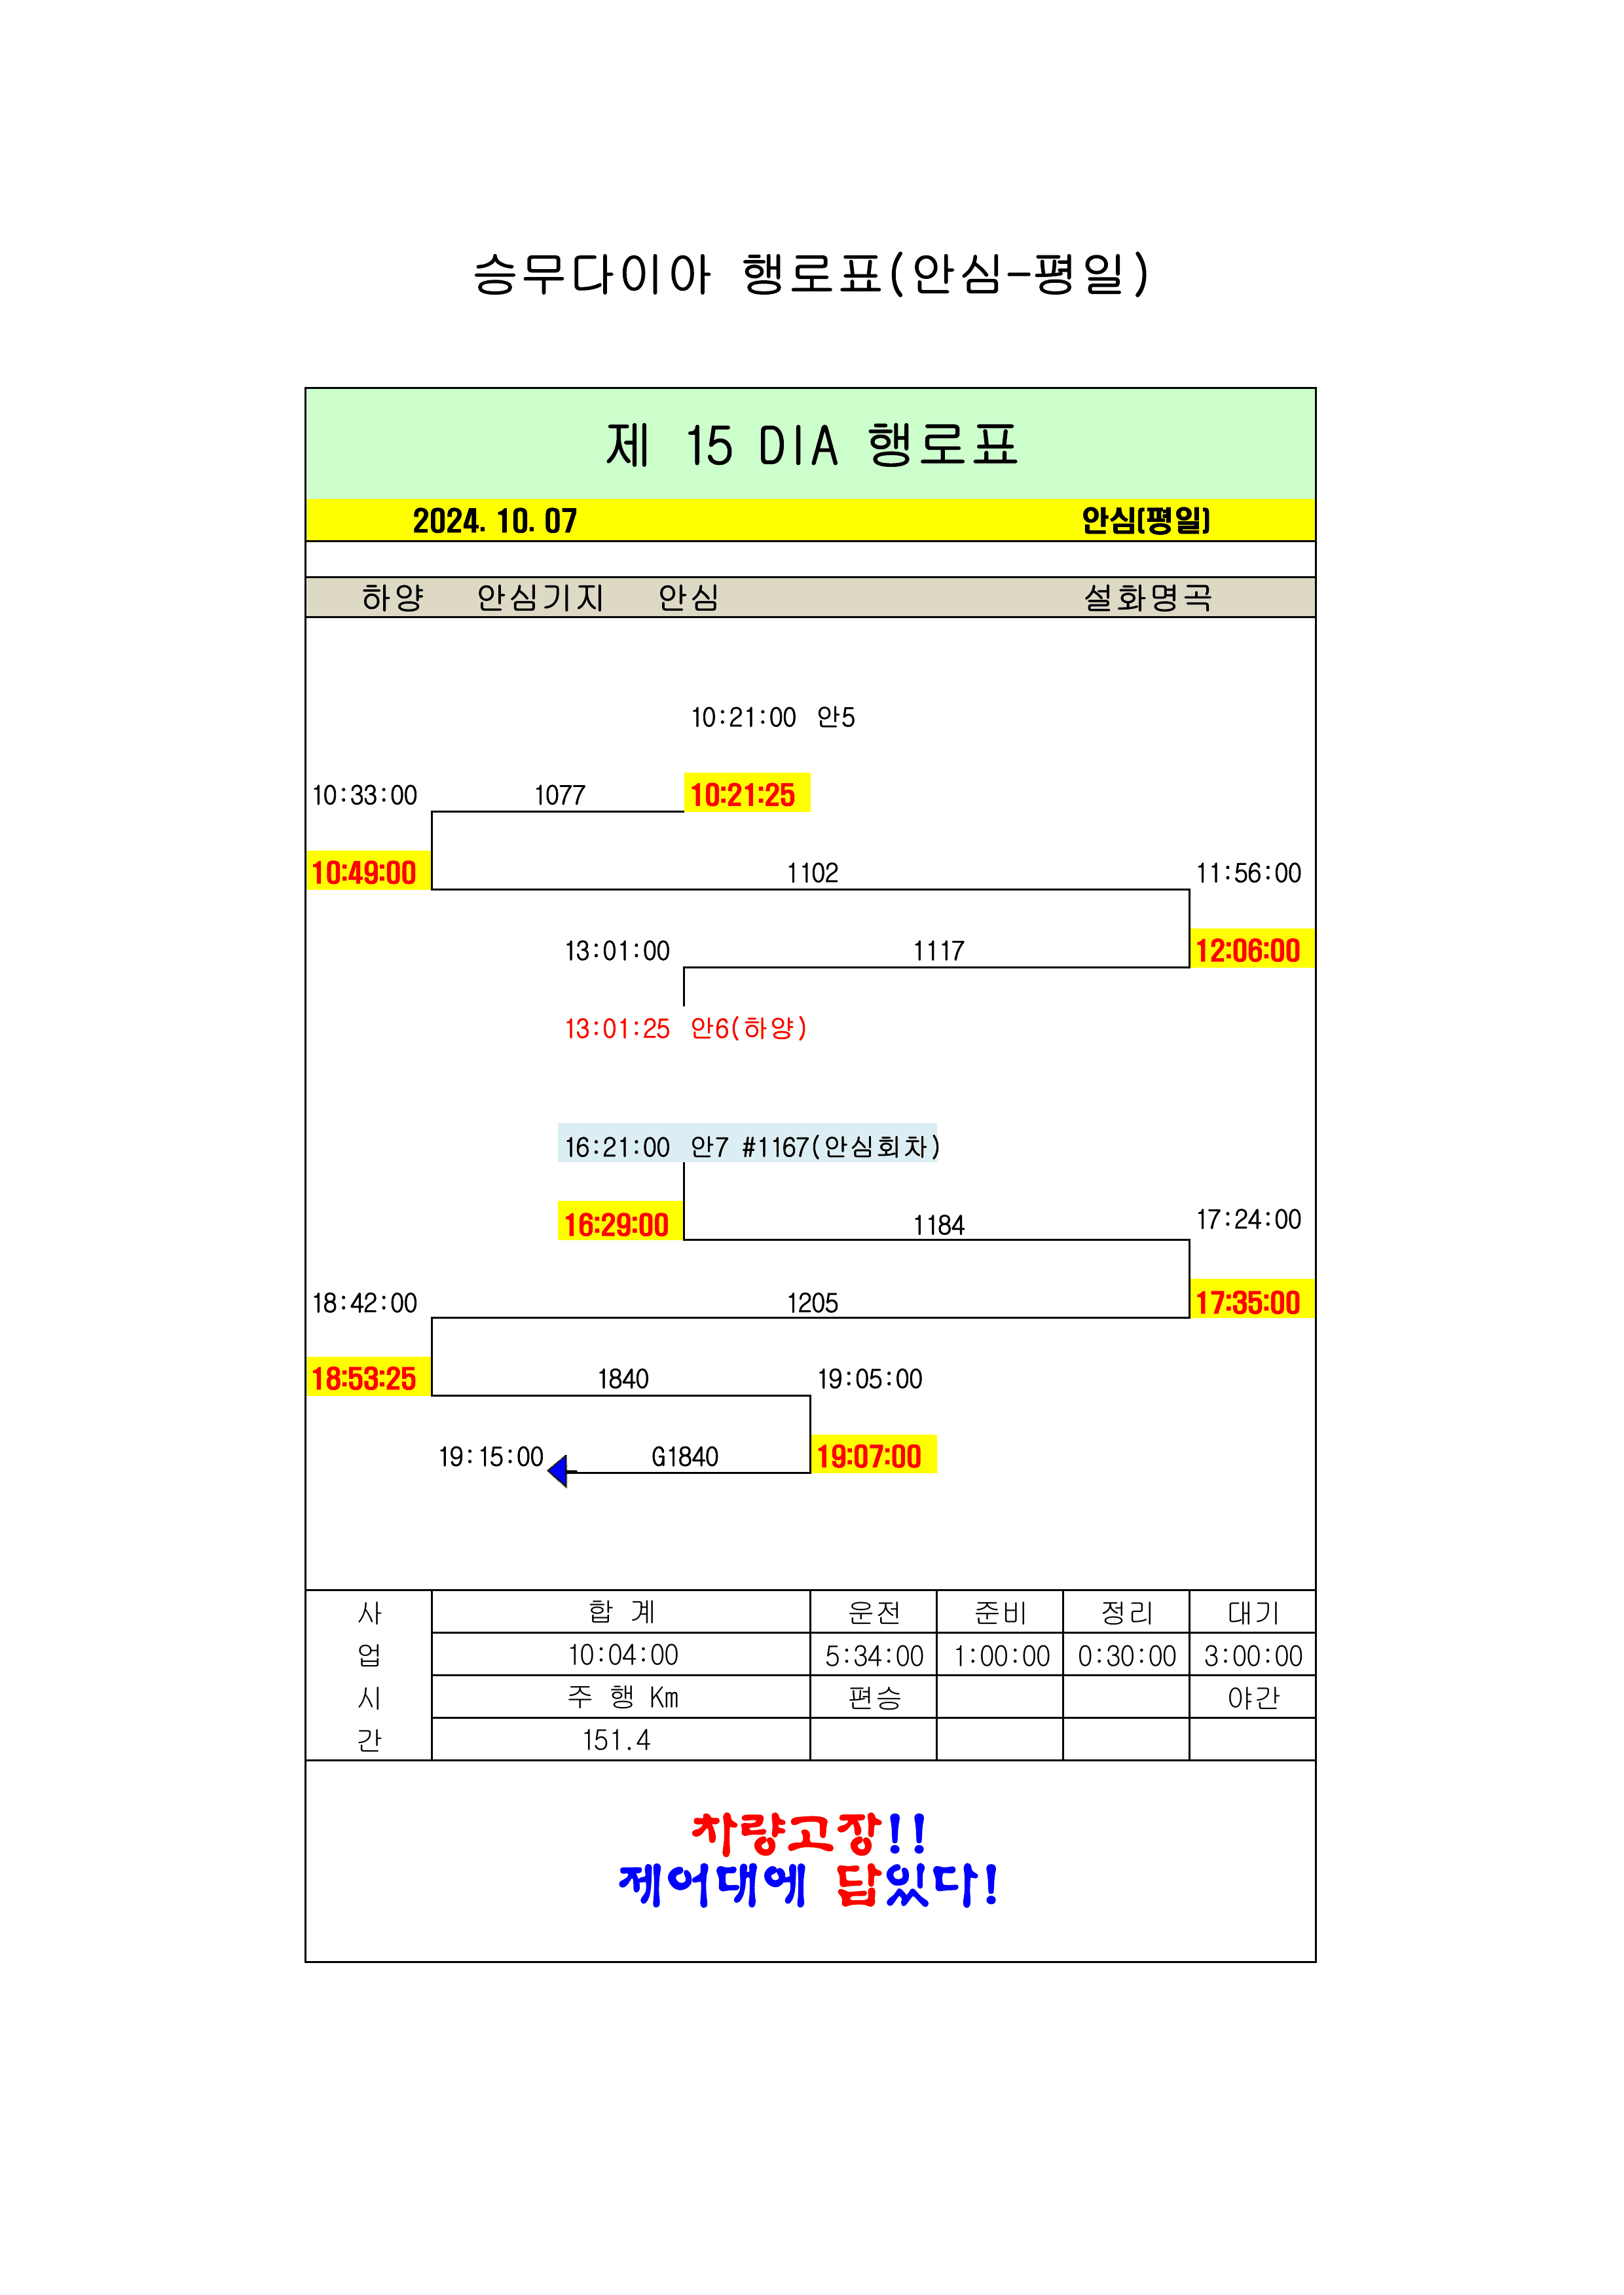 승무다이아 행로표(안심-평일)
제 15 DIA 행로표
2024. 10. 07 안심(평일)
하양 안심기지 안심 설화명곡
10:21:00 안5
10:33:00 1077 10:21:25
10:49:00 1102 11:56:00
13:01:00 1117 12:06:00
13:01:25 안6(하양)
16:21:00 안7 #1167(안심회차)
16:29:00 1184 17:24:00
18:42:00 1205 17:35:00
18:53:25 1840 19:05:00
19:15:00 G1840 19:07:00
사 합 계 운전 준비 정리 대기
업 10:04:00 5:34:00 1:00:00 0:30:00 3:00:00
시 주 행 Km 편승 야간
간 151.4
차량고장!!
제어대에 답있다!